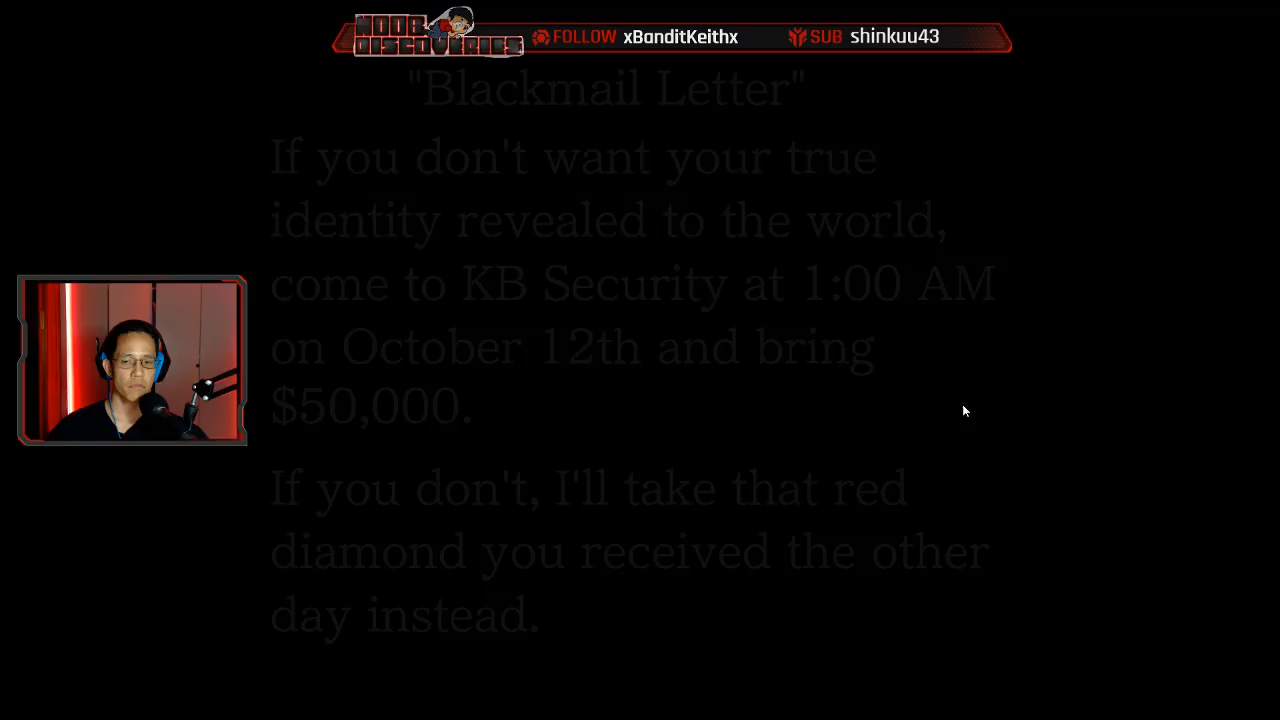 NOOB
DISCOVERIES
FOLLOW xBanditKeithx SUB shinkuu43
"Blackmail Letter"
If you don't want your true
identity revealed to the world,
come to KB Security at 1:00 AM
on October 12th and bring
$50,000.
If you don't, I'll take that red
diamond you received the other
day instead.